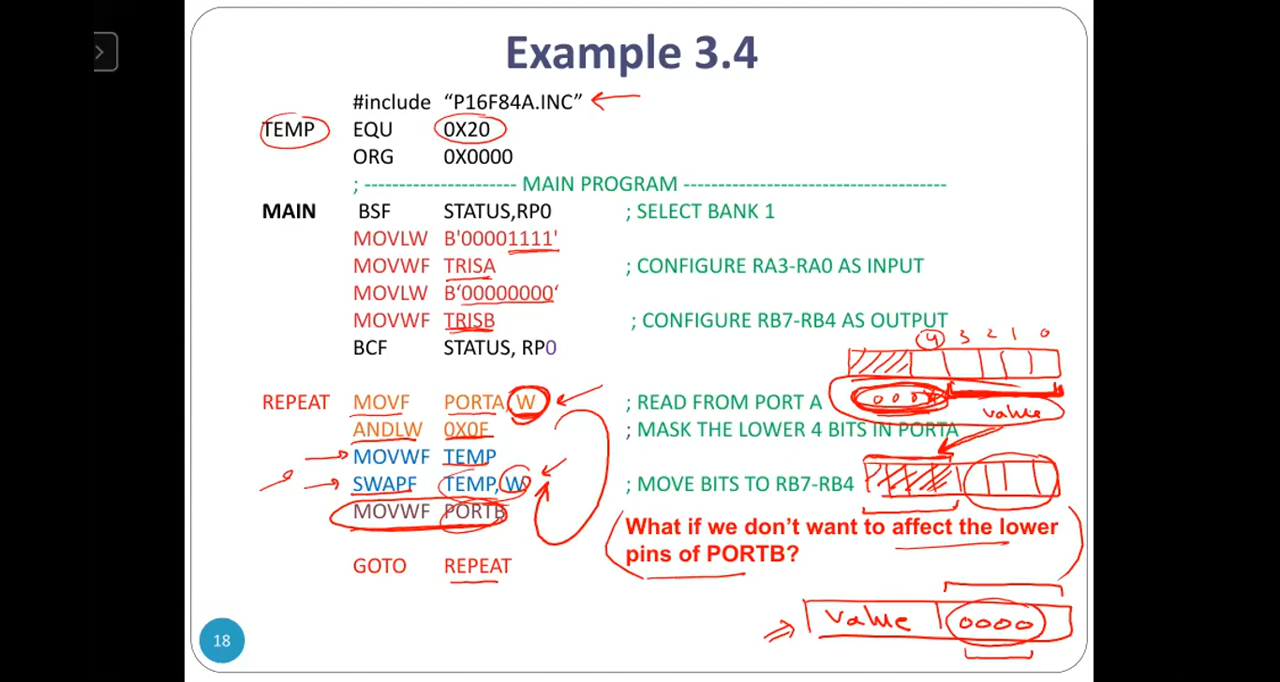 Example 3.4
#include “P16F84A.INC”
TEMP EQU 0X20
ORG 0X0000
; ---------------------- MAIN PROGRAM --------------------------------------
MAIN BSF STATUS,RP0 ; SELECT BANK 1
MOVLW B'00001111'
MOVWF TRISA ; CONFIGURE RA3-RA0 AS INPUT
MOVLW B‘00000000‘
MOVWF TRISB ; CONFIGURE RB7-RB4 AS OUTPUT
BCF STATUS, RP0
4 3 2 1 0
REPEAT MOVF PORTA, W ; READ FROM PORT A
value
ANDLW 0X0F ; MASK THE LOWER 4 BITS IN PORTA
MOVWF TEMP
SWAPF TEMP, W ; MOVE BITS TO RB7-RB4
MOVWF PORTB
What if we don’t want to affect the lower
pins of PORTB?
GOTO REPEAT
Value 0000
18